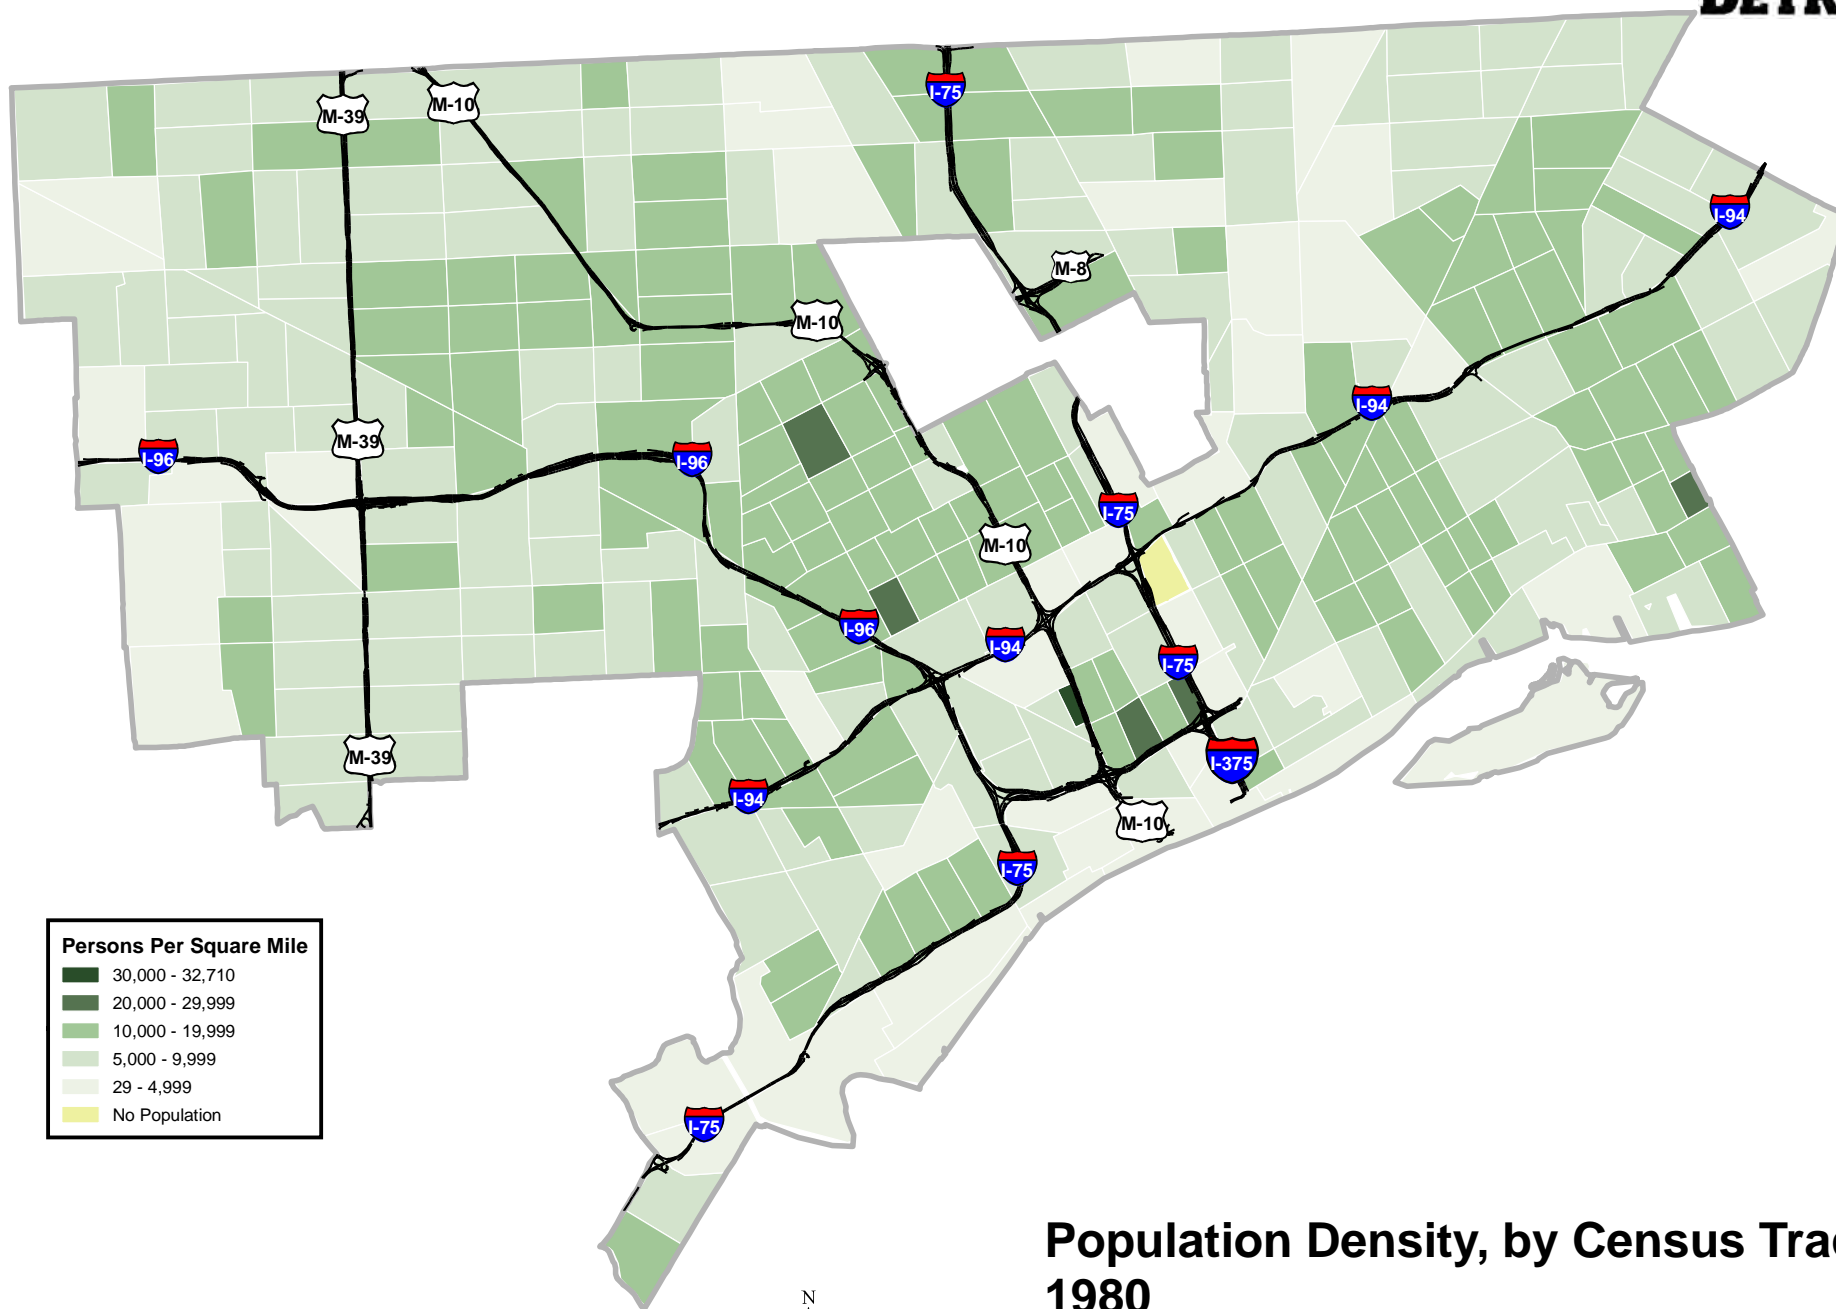 I-75
M-39
M-10
I-94
M-8
M-10
I-94
M-39
I-96
I-96
I-75
M-10
I-96
I-94
I-75
M-39
I-375
I-94
M-10
I-75
Persons Per Square Mile
30,000 - 32,710
20,000 - 29,999
10,000 - 19,999
5,000 - 9,999
29 - 4,999
No Population
I-75
Population Density, by Census
1980
N